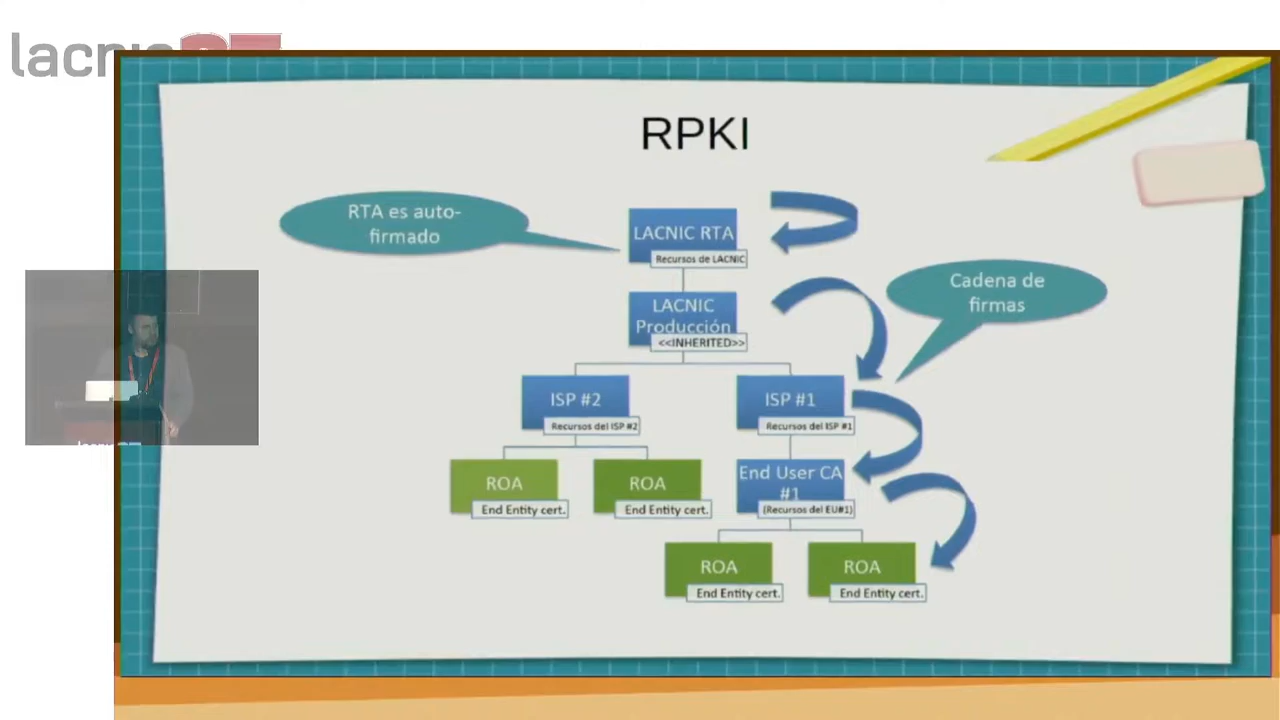 lacnic
RPKI
RTA es auto-
firmado
LACNIC RTA
Recursos de LACNIC
Cadena de
firmas
LACNIC
Producción
<<INHERITED>>
ISP #2
Recursos del ISP #2
ISP #1
Recursos del ISP #1
ROA
End Entity cert.
ROA
End Entity cert.
End User CA
#1
(Recursos del EU#1)
ROA
End Entity cert.
ROA
End Entity cert.